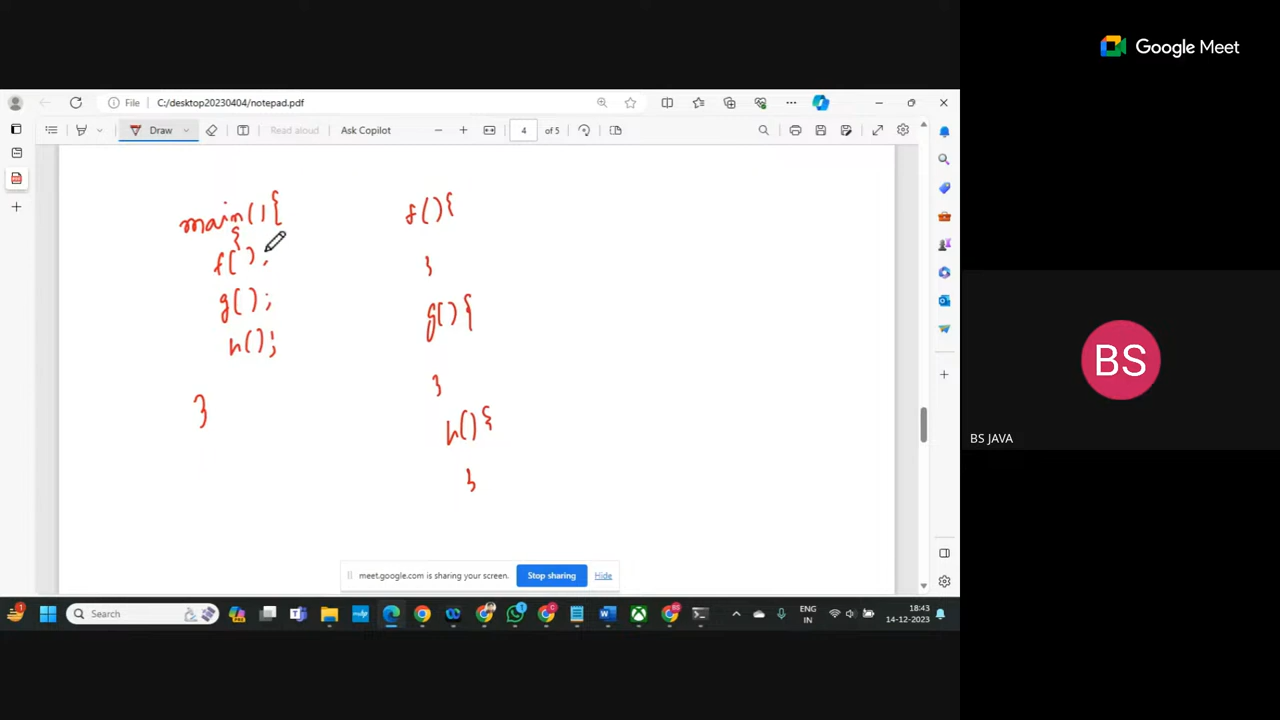 Google Meet
File C:/desktop20230404/notepad.pdf
Draw Read aloud Ask Copilot 4 of 5
main(){
{
f();
g();
h();
}
f(){
}
g(){
}
h(){
}
BS
BS JAVA
meet.google.com is sharing your screen. Stop sharing Hide
Search
ENG
IN
18:43
14-12-2023